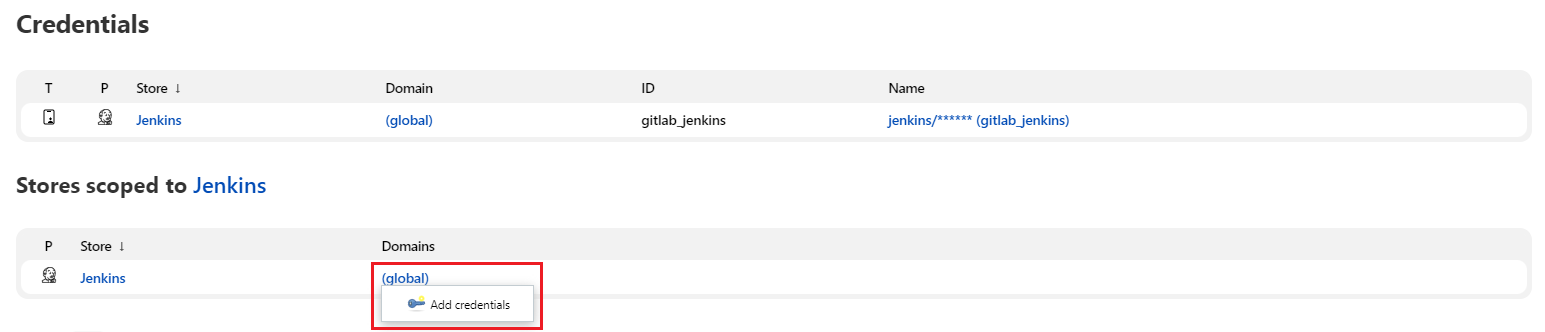 Credentials
T P Store ↓ Domain ID Name
Jenkins (global) gitlab_jenkins jenkins/****** (gitlab_jenkins)
Stores scoped to Jenkins
P Store ↓ Domains
Jenkins (global)
Add credentials